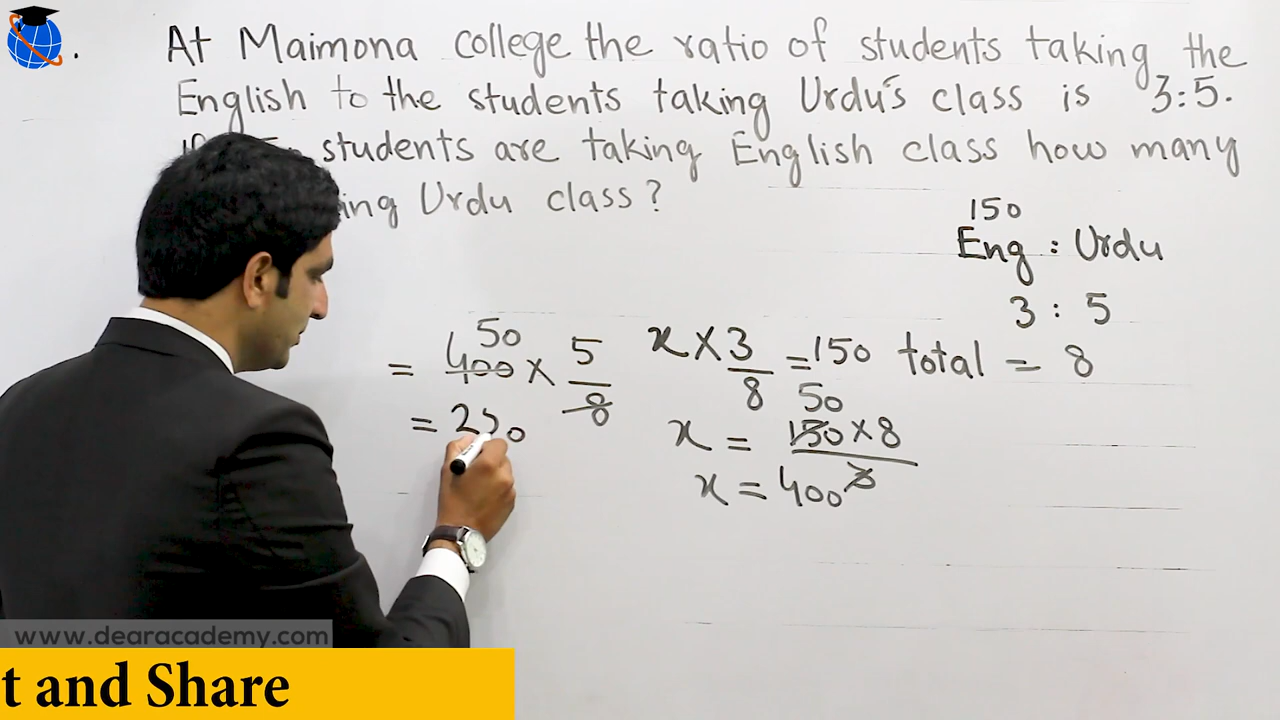 At Maimona college the ratio of students taking the
English to the students taking Urdu's class is 3:5.
students are taking English class how many
Urdu class?
150
Eng : Urdu
3 : 5
total = 8
x × 3/8 = 150
50
x = 150×8
3
x = 400
50
= 400 × 5/8
= 250
www.dearacademy.com
t and Share